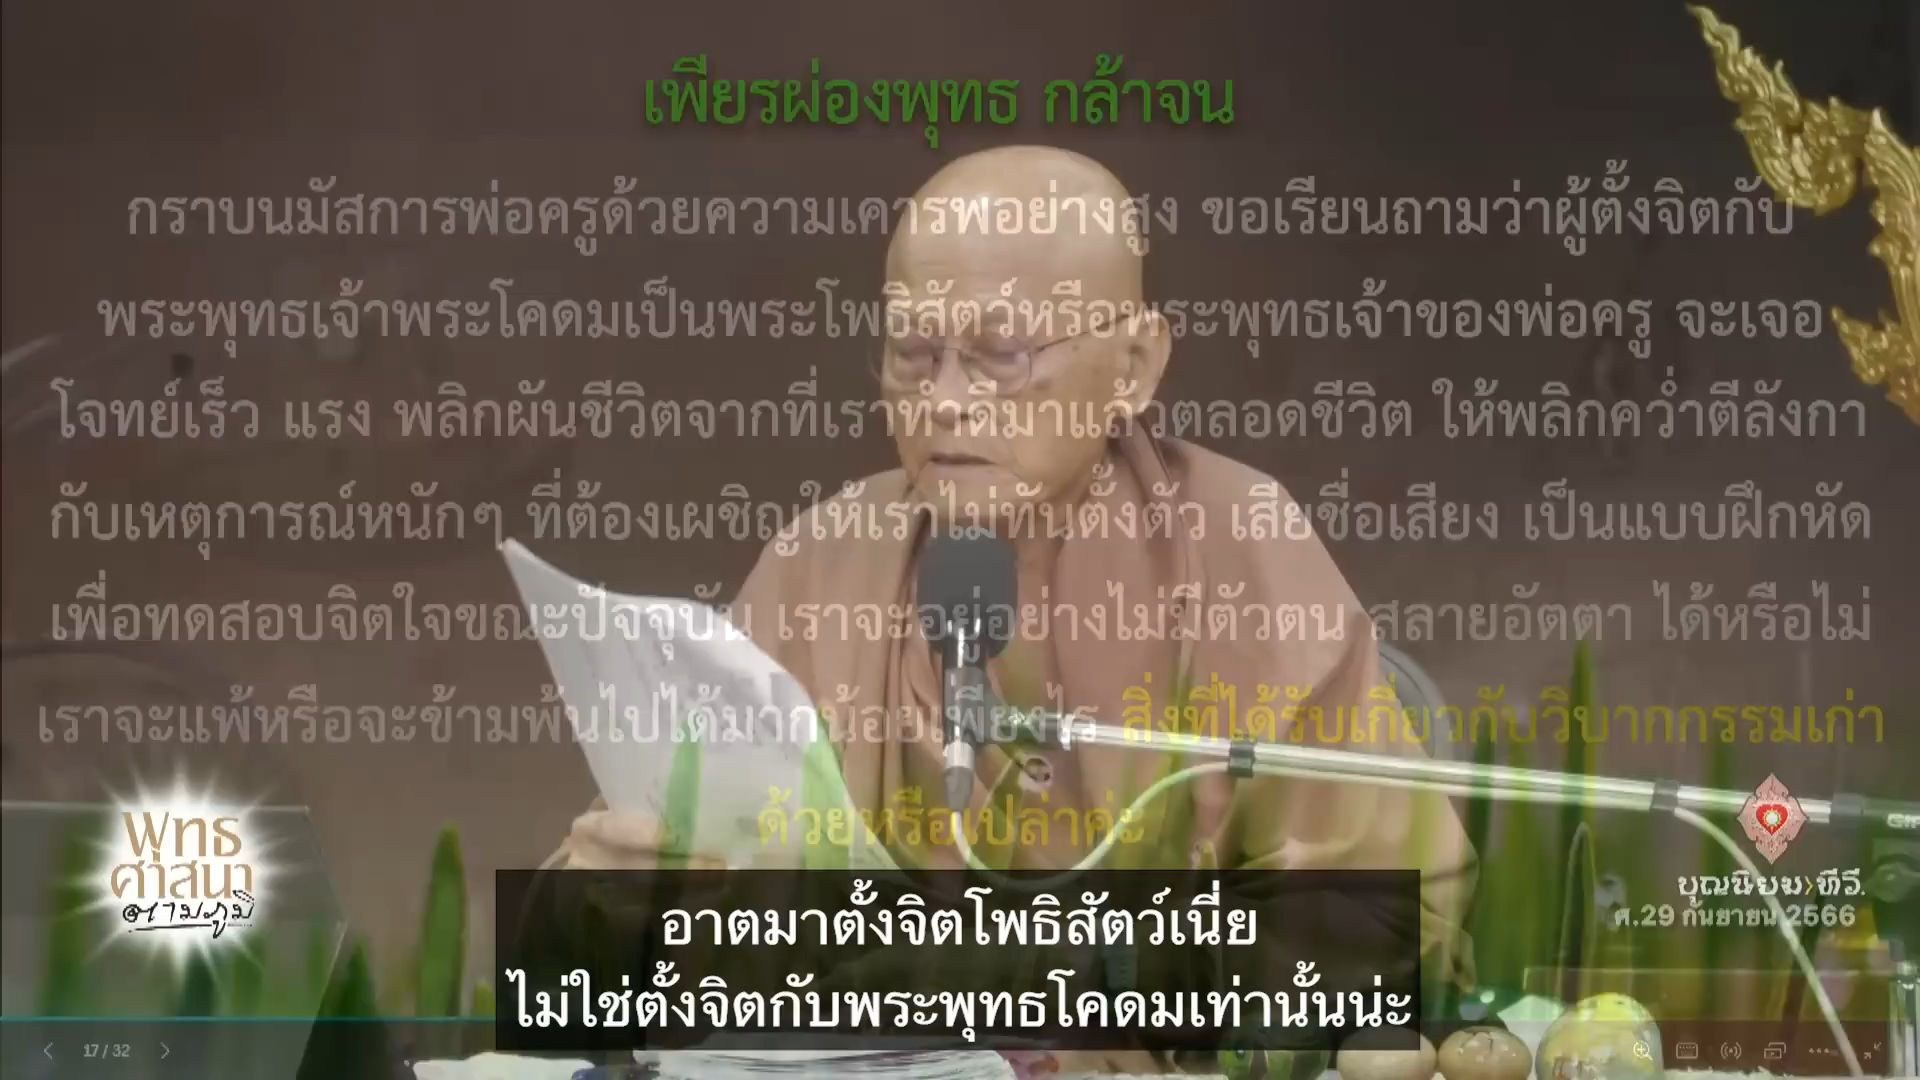 เพียรผ่องพุทธ กล้าจน
กราบนมัสการพ่อครูด้วยความเคารพอย่างสูง ขอเรียนถามว่าผู้ตั้งจิตกับ
พระพุทธเจ้าพระโคดมเป็นพระโพธิสัตว์หรือพระพุทธเจ้าของพ่อครู จะเจอ
โจทย์เร็ว แรง พลิกผันชีวิตจากที่เราทำดีมาแล้วตลอดชีวิต ให้พลิกคว่ำตีลังกา
กับเหตุการณ์หนักๆ ที่ต้องเผชิญให้เราไม่ทันตั้งตัว เสียชื่อเสียง เป็นแบบฝึกหัด
เพื่อทดสอบจิตใจขณะปัจจุบัน เราจะอยู่อย่างไม่มีตัวตน สลายอัตตา ได้หรือไม่
เราจะแพ้หรือจะข้ามพ้นไปได้มากน้อยเพียงไร สิ่งที่ได้รับเกี่ยวกับวิบากกรรมเก่า
ด้วยหรือเปล่าค่ะ
พุทธ
ศาสนา
ตามภูมิ
บุญนิยมทีวี
ศ.29 กันยายน 2566
อาตมาตั้งจิตโพธิสัตว์เนี่ย
ไม่ใช่ตั้งจิตกับพระพุทธโคดมเท่านั้นน่ะ
17 / 32